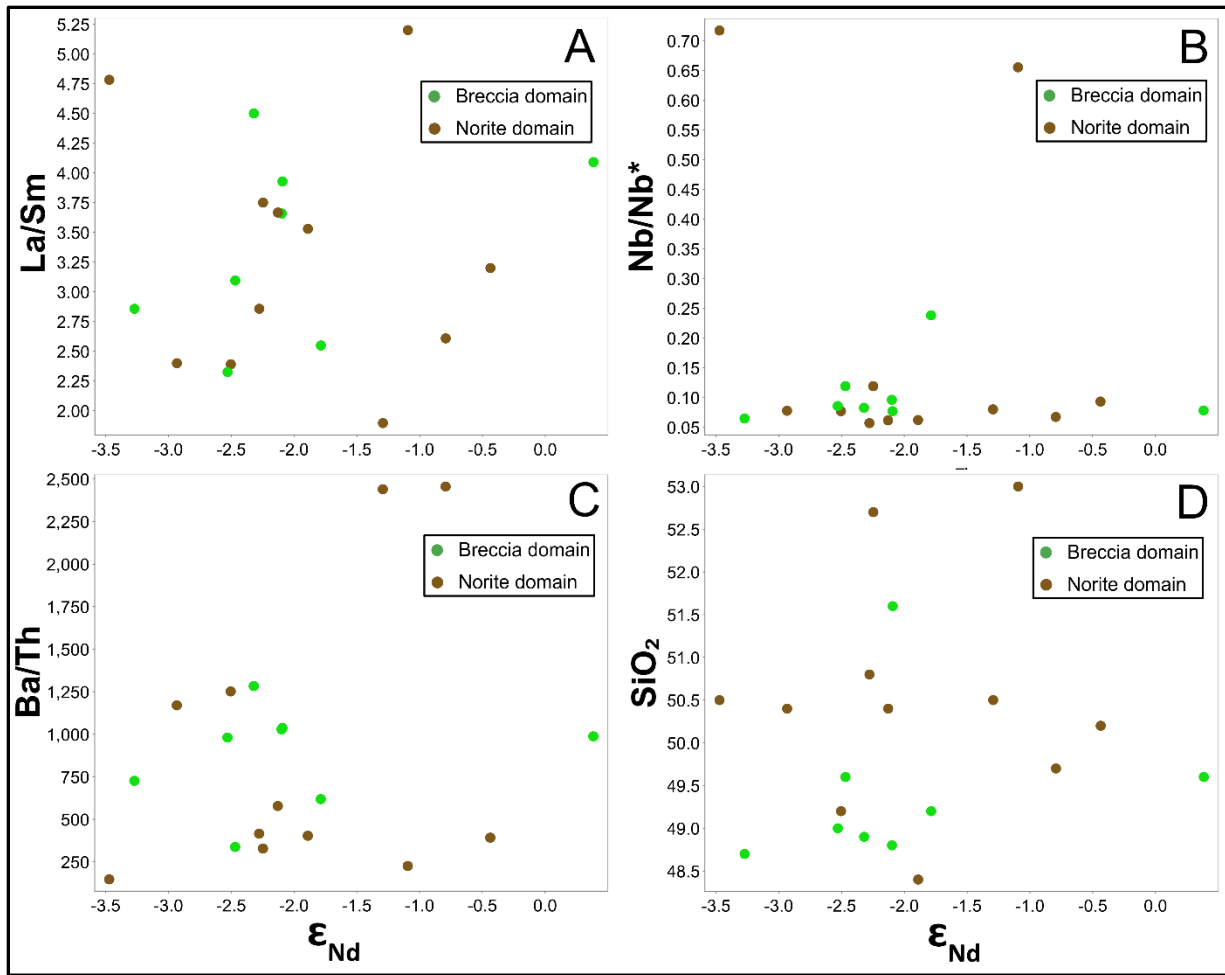 A
La/Sm
5.25
5.00
4.75
4.50
4.25
4.00
3.75
3.50
3.25
3.00
2.75
2.50
2.25
2.00
Breccia domain
Norite domain
-3.5 -3.0 -2.5 -2.0 -1.5 -1.0 -0.5 0.0
B
Nb/Nb*
0.70
0.65
0.60
0.55
0.50
0.45
0.40
0.35
0.30
0.25
0.20
0.15
0.10
0.05
Breccia domain
Norite domain
-3.5 -3.0 -2.5 -2.0 -1.5 -1.0 -0.5 0.0
C
Ba/Th
2,500
2,250
2,000
1,750
1,500
1,250
1,000
750
500
250
Breccia domain
Norite domain
-3.5 -3.0 -2.5 -2.0 -1.5 -1.0 -0.5 0.0
εNd
D
SiO2
53.0
52.5
52.0
51.5
51.0
50.5
50.0
49.5
49.0
48.5
Breccia domain
Norite domain
-3.5 -3.0 -2.5 -2.0 -1.5 -1.0 -0.5 0.0
εNd